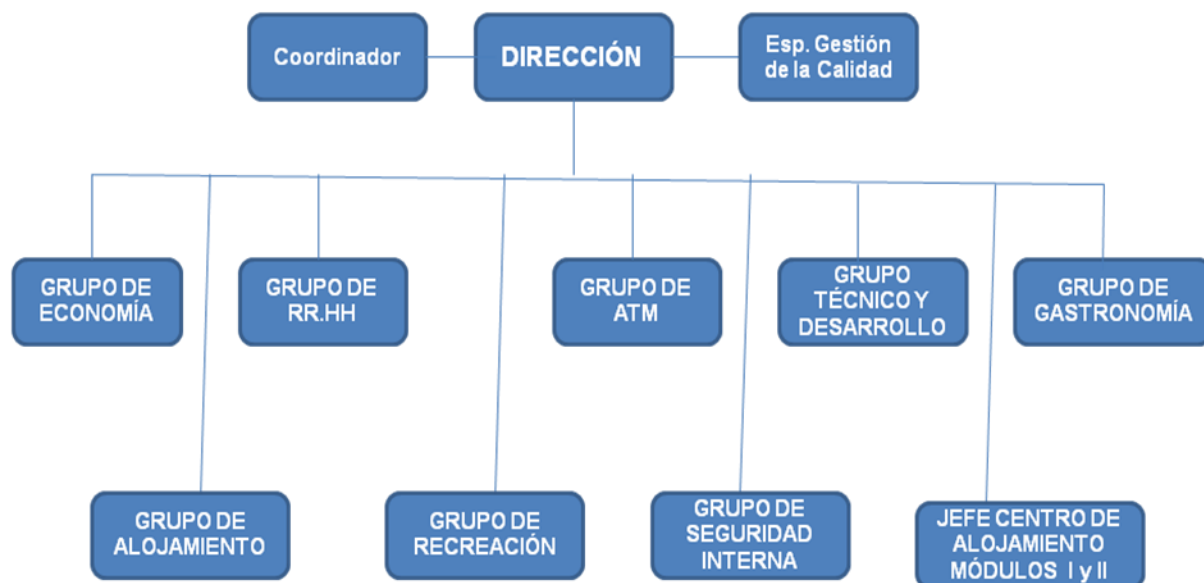 Coordinador
DIRECCIÓN
Esp. Gestión
de la Calidad
GRUPO DE
ECONOMÍA
GRUPO DE
RR.HH
GRUPO DE
ATM
GRUPO
TÉCNICO Y
DESARROLLO
GRUPO DE
GASTRONOMÍA
GRUPO DE
ALOJAMIENTO
GRUPO DE
RECREACIÓN
GRUPO DE
SEGURIDAD
INTERNA
JEFE CENTRO DE
ALOJAMIENTO
MÓDULOS I y II